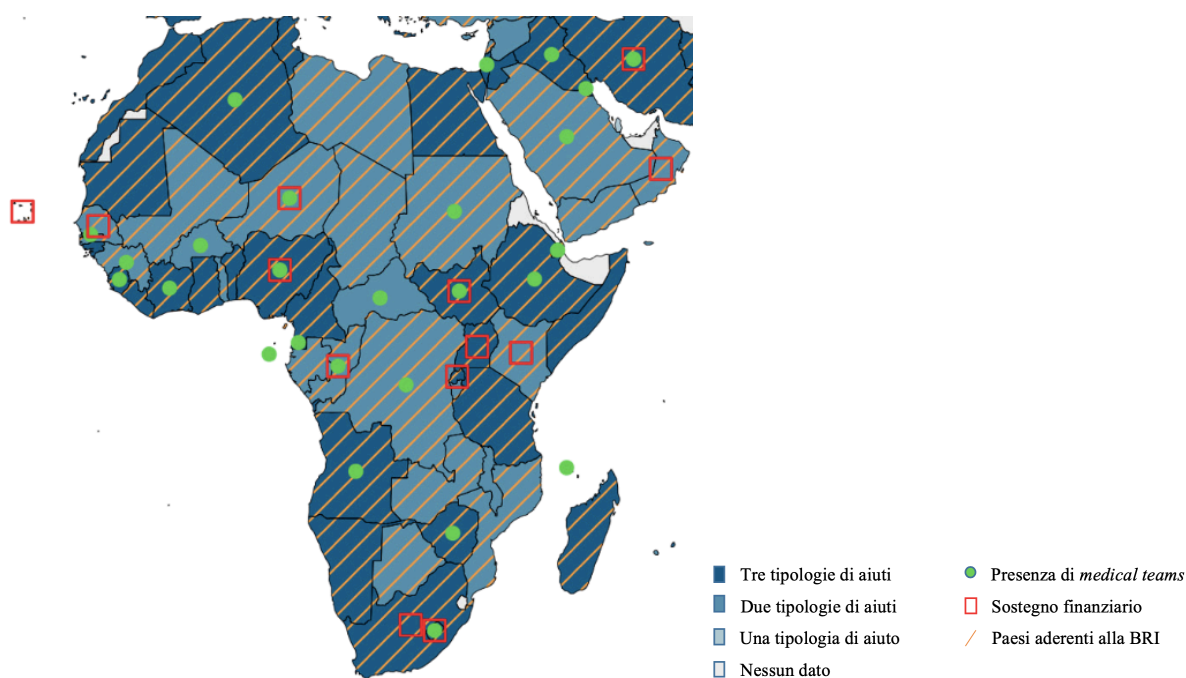 Tre tipologie di aiuti
Due tipologie di aiuti
Una tipologia di aiuto
Nessun dato
Presenza di medical teams
Sostegno finanziario
Paesi aderenti alla BRI